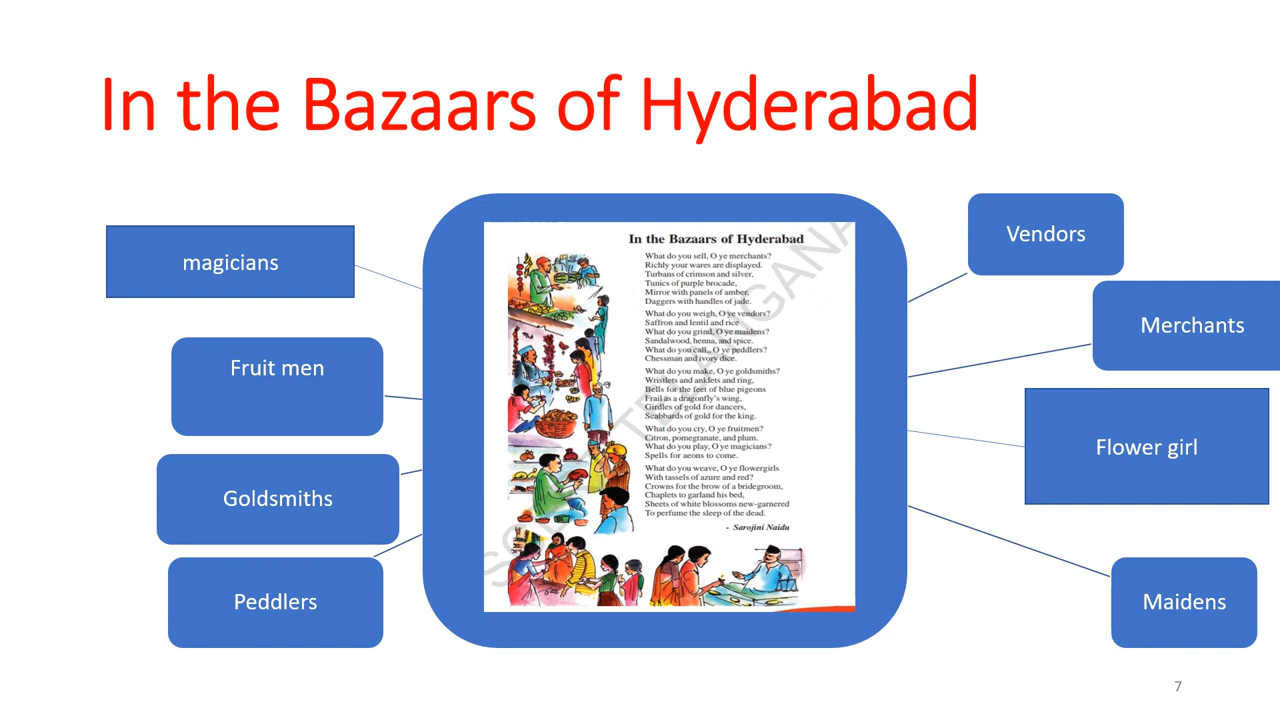 In the Bazaars of Hyderabad
magicians
Fruit men
Goldsmiths
Peddlers
In the Bazaars of Hyderabad
What do you sell, O ye merchants?
Richly your wares are displayed.
Turbans of crimson and silver,
Tunics of purple brocade,
Mirror with panels of amber,
Daggers with handles of jade.
What do you weigh, O ye vendors?
Saffron and lentil and rice
What do you grind, O ye maidens?
Sandalwood, henna, and spice.
What do you call, O ye peddlers?
Chessman and ivory dice.
What do you make, O ye goldsmiths?
Wristlets and anklets and ring,
Bells for the feet of blue pigeons
Frail as a dragonfly's wing,
Girdles of gold for dancers,
Scabbards of gold for the king.
What do you cry, O ye fruitmen?
Citron, pomegranate, and plum.
What do you play, O ye magicians?
Spells for aeons to come.
What do you weave, O ye flowergirls
With tassels of azure and red?
Crowns for the brow of a bridegroom,
Chaplets to garland his bed,
Sheets of white blossoms new-garnered
To perfume the sleep of the dead.
- Sarojini Naidu
Vendors
Merchants
Flower girl
Maidens
7